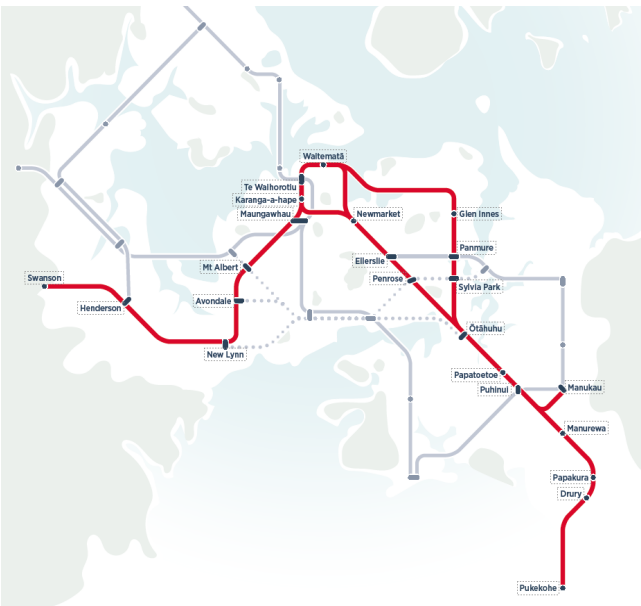 Waitematā
Te Waihorotiu
Karanga-a-hape
Maungawhau
Newmarket
Glen Innes
Panmure
Ellerslie
Mt Albert
Swanson
Penrose
Sylvia Park
Avondale
Henderson
Ōtāhuhu
New Lynn
Papatoetoe
Puhinui
Manukau
Manurewa
Papakura
Drury
Pukekohe